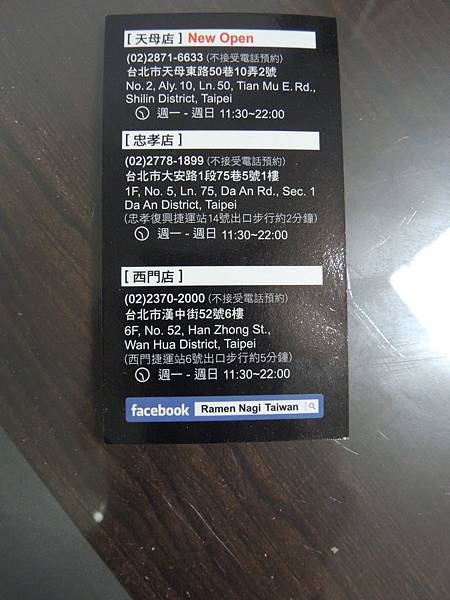 [ 天母店 ] New Open
(02)2871-6633 (不接受電話預約)
台北市天母東路50巷10弄2號
No. 2, Aly. 10, Ln. 50, Tian Mu E. Rd.,
Shilin District, Taipei
週一 - 週日 11:30~22:00
[ 忠孝店 ]
(02)2778-1899 (不接受電話預約)
台北市大安路1段75巷5號1樓
1F, No. 5, Ln. 75, Da An Rd., Sec. 1
Da An District, Taipei
(忠孝復興捷運站14號出口步行約2分鐘)
週一 - 週日 11:30~22:00
[ 西門店 ]
(02)2370-2000 (不接受電話預約)
台北市漢中街52號6樓
6F, No. 52, Han Zhong St.,
Wan Hua District, Taipei
(西門捷運站6號出口步行約5分鐘)
週一 - 週日 11:30~22:00
facebook Ramen Nagi Taiwan